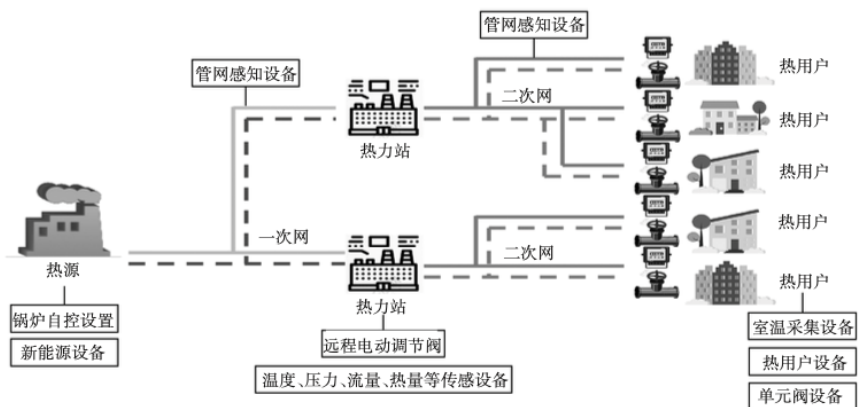 管网感知设备
管网感知设备
热用户
二次网
热用户
热力站
热用户
热用户
一次网
二次网
热源
热力站
热用户
锅炉自控设置
新能源设备
远程电动调节阀
温度、压力、流量、热量等传感设备
室温采集设备
热用户设备
单元阀设备